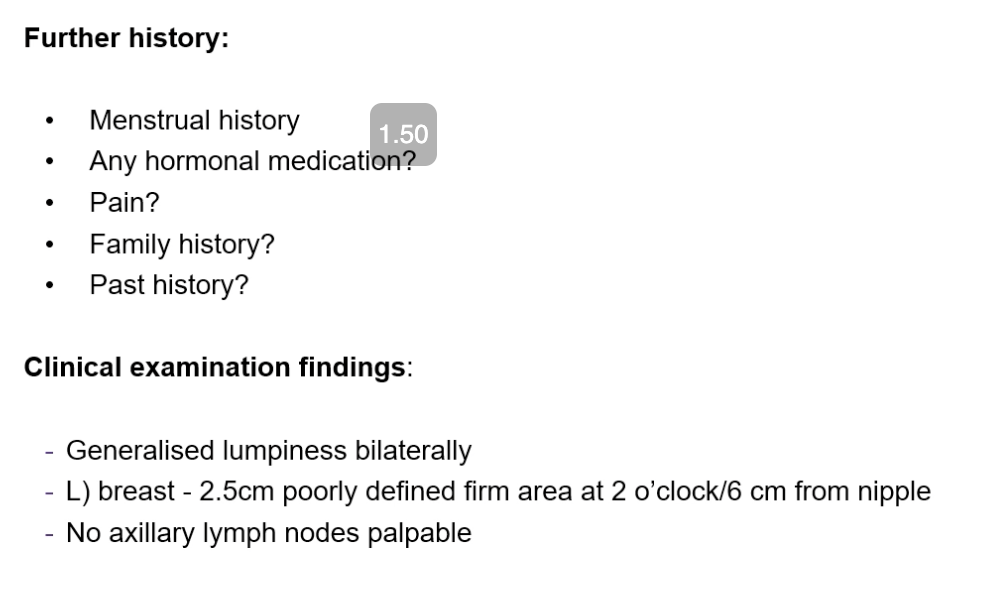 Further history:
• Menstrual history
1.50
• Any hormonal medication?
• Pain?
• Family history?
• Past history?
Clinical examination findings:
- Generalised lumpiness bilaterally
- L) breast - 2.5cm poorly defined firm area at 2 o’clock/6 cm from nipple
- No axillary lymph nodes palpable